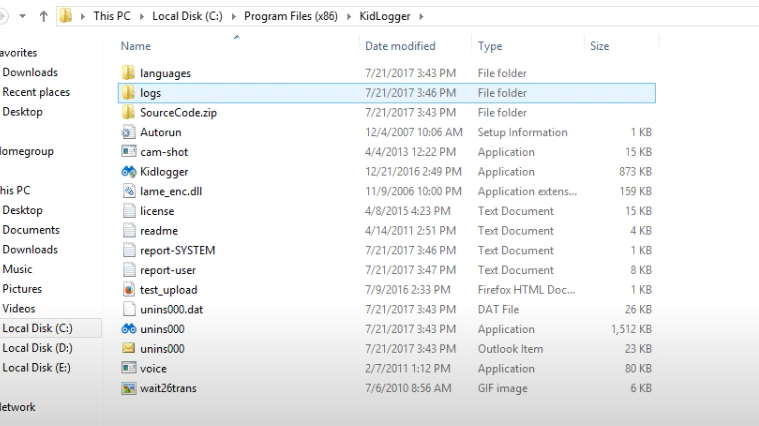 This PC Local Disk (C:) Program Files (x86) KidLogger
Name Date modified Type Size
avorites
Downloads
Recent places
Desktop
omegroup
his PC
Desktop
Documents
Downloads
Music
Pictures
Videos
Local Disk (C:)
Local Disk (D:)
Local Disk (E:)
etwork
languages 7/21/2017 3:43 PM File folder
logs 7/21/2017 3:46 PM File folder
SourceCode.zip 7/21/2017 3:43 PM File folder
Autorun 12/4/2007 10:06 AM Setup Information 1 KB
cam-shot 4/4/2013 12:22 PM Application 15 KB
Kidlogger 12/21/2016 2:49 PM Application 873 KB
lame_enc.dll 11/9/2006 10:00 PM Application extens... 159 KB
license 4/8/2015 4:23 PM Text Document 15 KB
readme 4/14/2011 2:51 PM Text Document 4 KB
report-SYSTEM 7/21/2017 3:46 PM Text Document 1 KB
report-user 7/21/2017 3:47 PM Text Document 8 KB
test_upload 7/9/2016 2:33 PM Firefox HTML Doc... 1 KB
unins000.dat 7/21/2017 3:43 PM DAT File 26 KB
unins000 7/21/2017 3:43 PM Application 1,512 KB
unins000 7/21/2017 3:43 PM Outlook Item 23 KB
voice 2/7/2011 1:12 PM Application 80 KB
wait26trans 7/6/2010 8:56 AM GIF image 6 KB